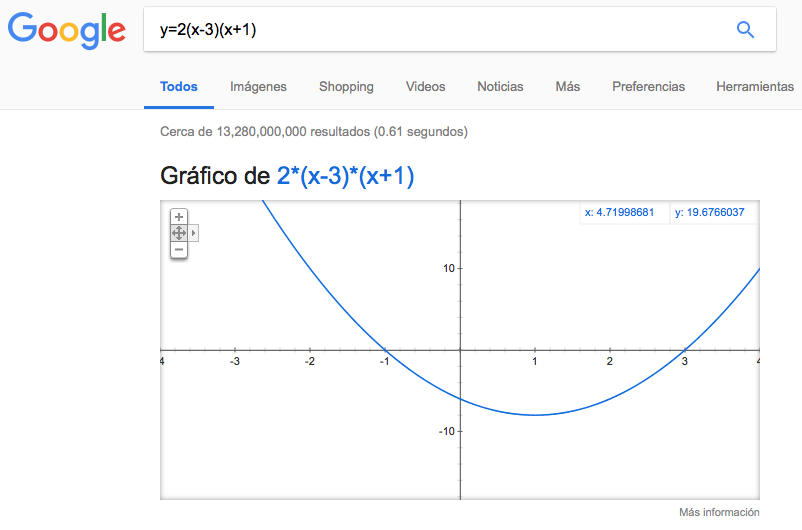 Google
y=2(x-3)(x+1)
Todos Imágenes Shopping Videos Noticias Más Preferencias Herramientas
Cerca de 13,280,000,000 resultados (0.61 segundos)
Gráfico de 2*(x-3)*(x+1)
x: 4.71998681 y: 19.6766037
10
4 -3 -2 -1 1 2 3 4
-10
Más información